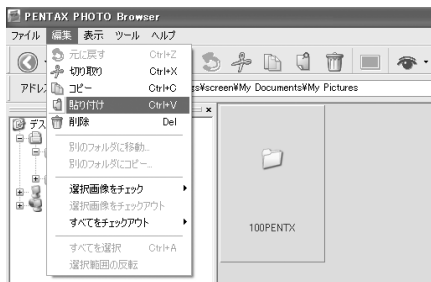 PENTAX PHOTO Browser
ファイル 編集 表示 ツール ヘルプ
元に戻す Ctrl+Z
切り取り Ctrl+X
アドレス
コピー Ctrl+C
s¥screen¥My Documents¥My Pictures
貼り付け Ctrl+V
削除 Del
デス
別のフォルダに移動...
別のフォルダにコピー...
選択画像をチェック
選択画像をチェックアウト
すべてをチェックアウト
すべてを選択 Ctrl+A
選択範囲の反転
100PENTX